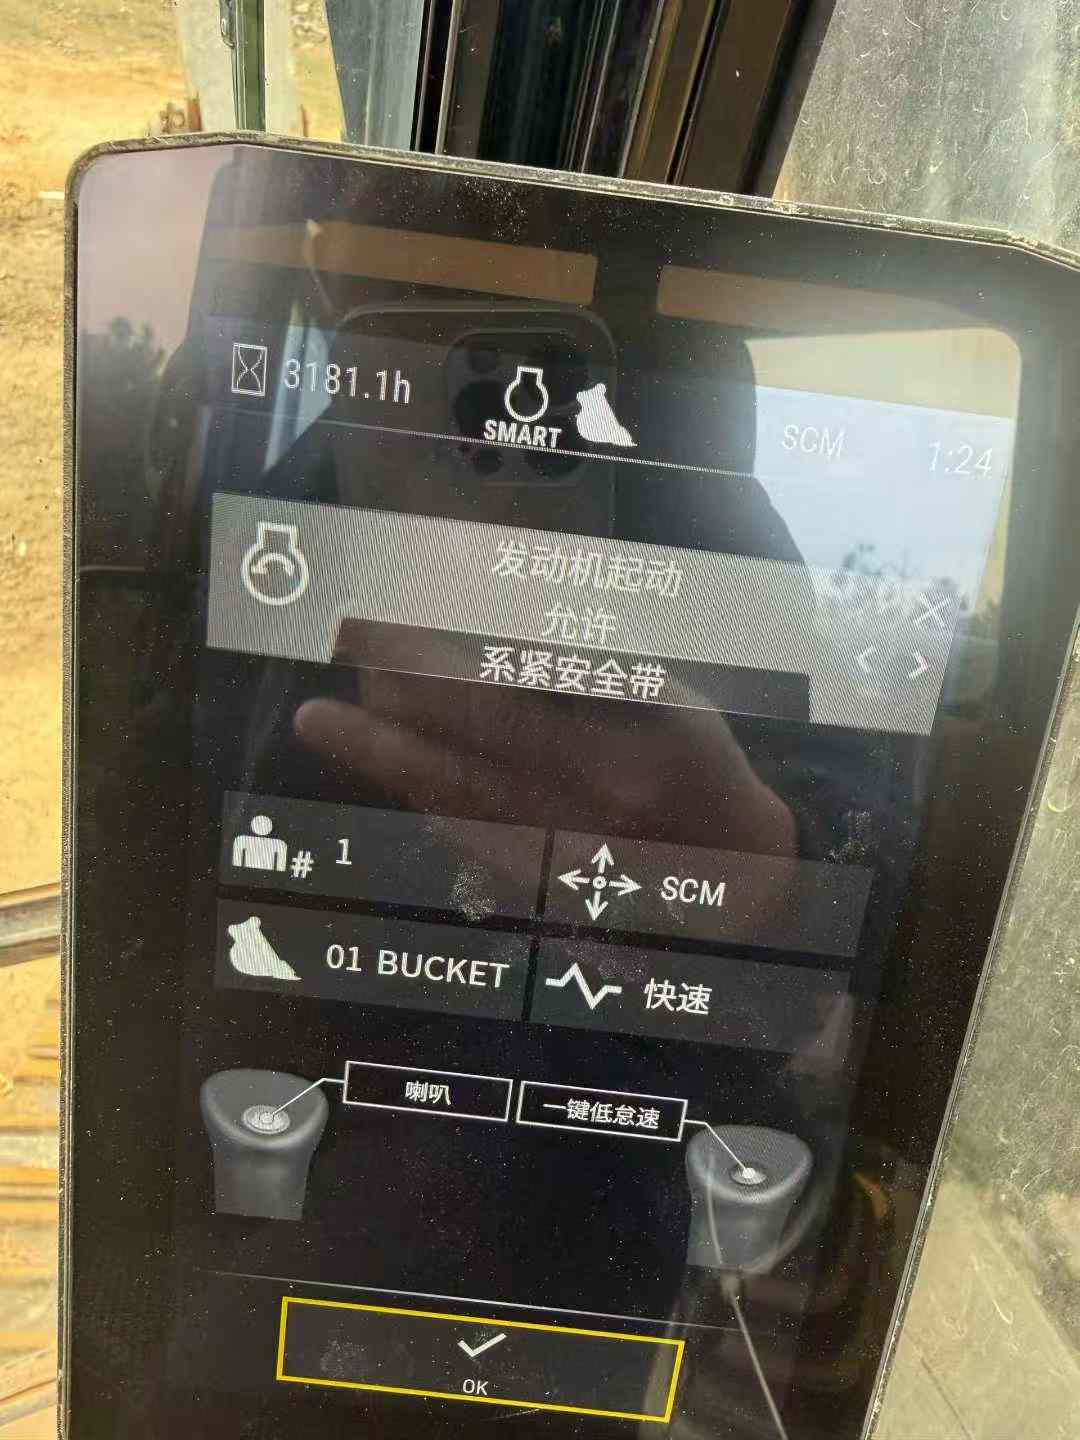 3181.1h
SMART
SCM
1:24
发动机起动
允许
系紧安全带
# 1
SCM
01 BUCKET
快速
喇叭
一键低怠速
OK